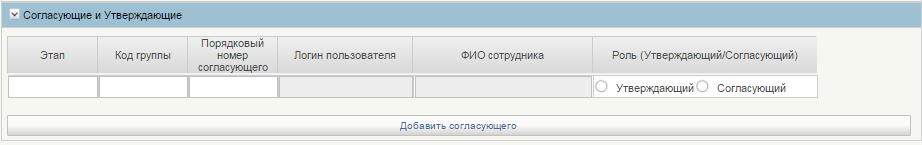 Согласующие и Утверждающие
Этап
Код группы
Порядковый
номер
согласующего
Логин пользователя
ФИО сотрудника
Роль (Утверждающий/Согласующий)
Утверждающий Согласующий
Добавить согласующего